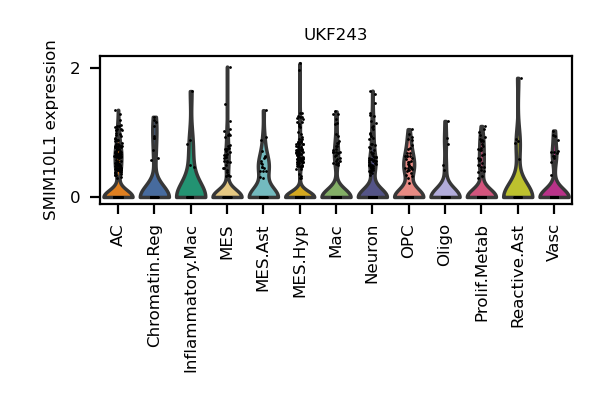 UKF243
SMIM10L1 expression
2
0
AC
Chromatin.Reg
Inflammatory.Mac
MES
MES.Ast
MES.Hyp
Mac
Neuron
OPC
Oligo
Prolif.Metab
Reactive.Ast
Vasc